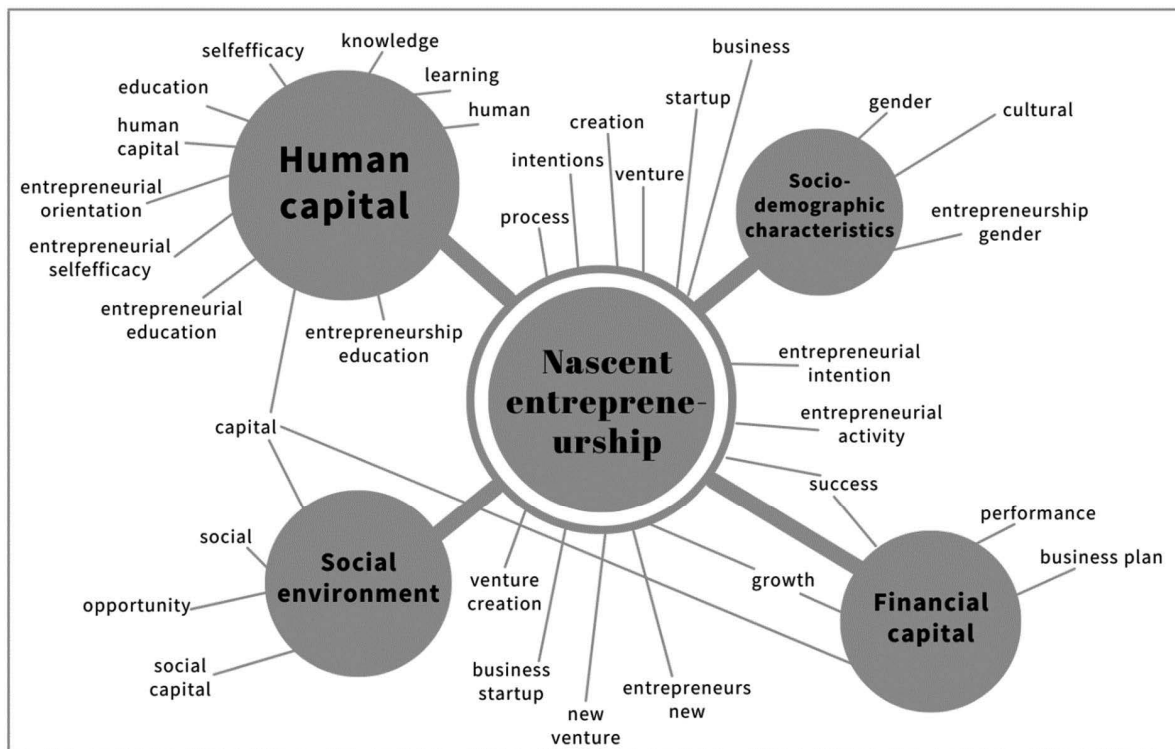 selfefficacy
knowledge
education
learning
human
human
capital
entrepreneurial
orientation
entrepreneurial
selfefficacy
entrepreneurial
education
entrepreneurship
education
Human
capital
business
startup
creation
intentions
venture
process
gender
cultural
entrepreneurship
gender
Socio-
demographic
characteristics
Nascent
entreprene-
urship
entrepreneurial
intention
entrepreneurial
activity
success
capital
social
opportunity
social
capital
Social
environment
venture
creation
business
startup
new
venture
entrepreneurs
new
growth
performance
business plan
Financial
capital